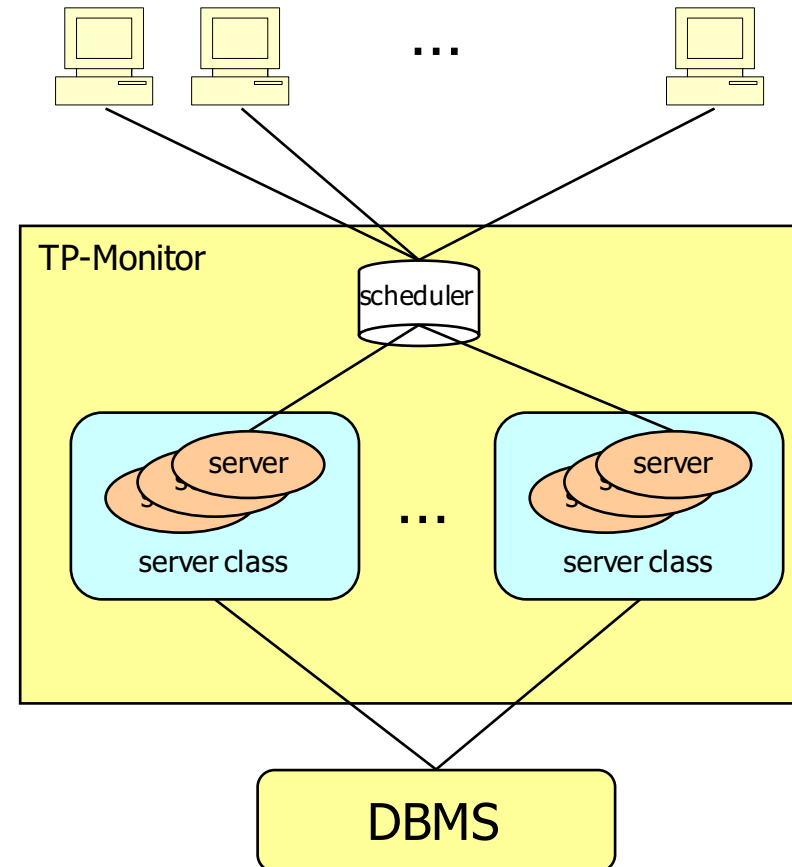 ...
TP-Monitor
scheduler
server
s
s
server
s
s
...
server class
server class
DBMS